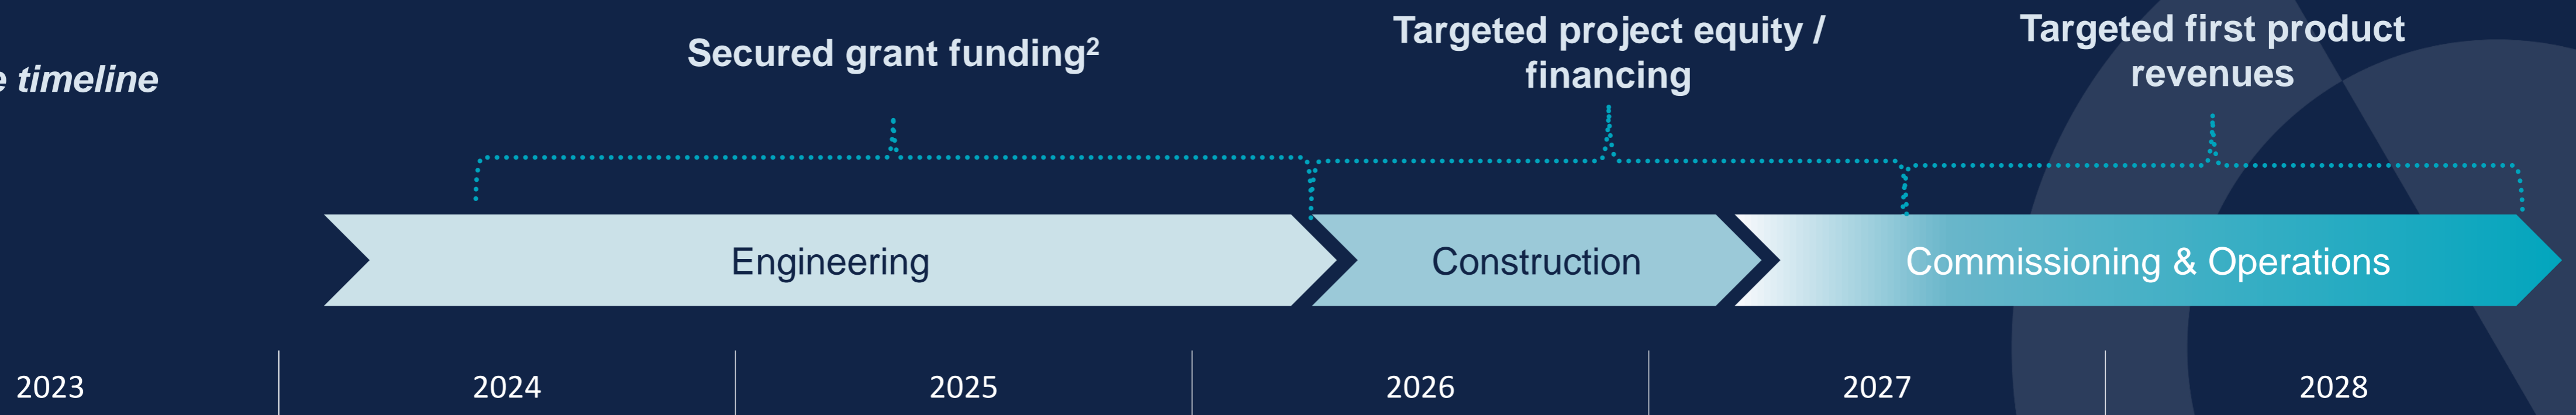 timeline
Secured grant funding²
Targeted project equity /
financing
Targeted first product
revenues
Engineering
Construction
Commissioning & Operations
2023
2024
2025
2026
2027
2028